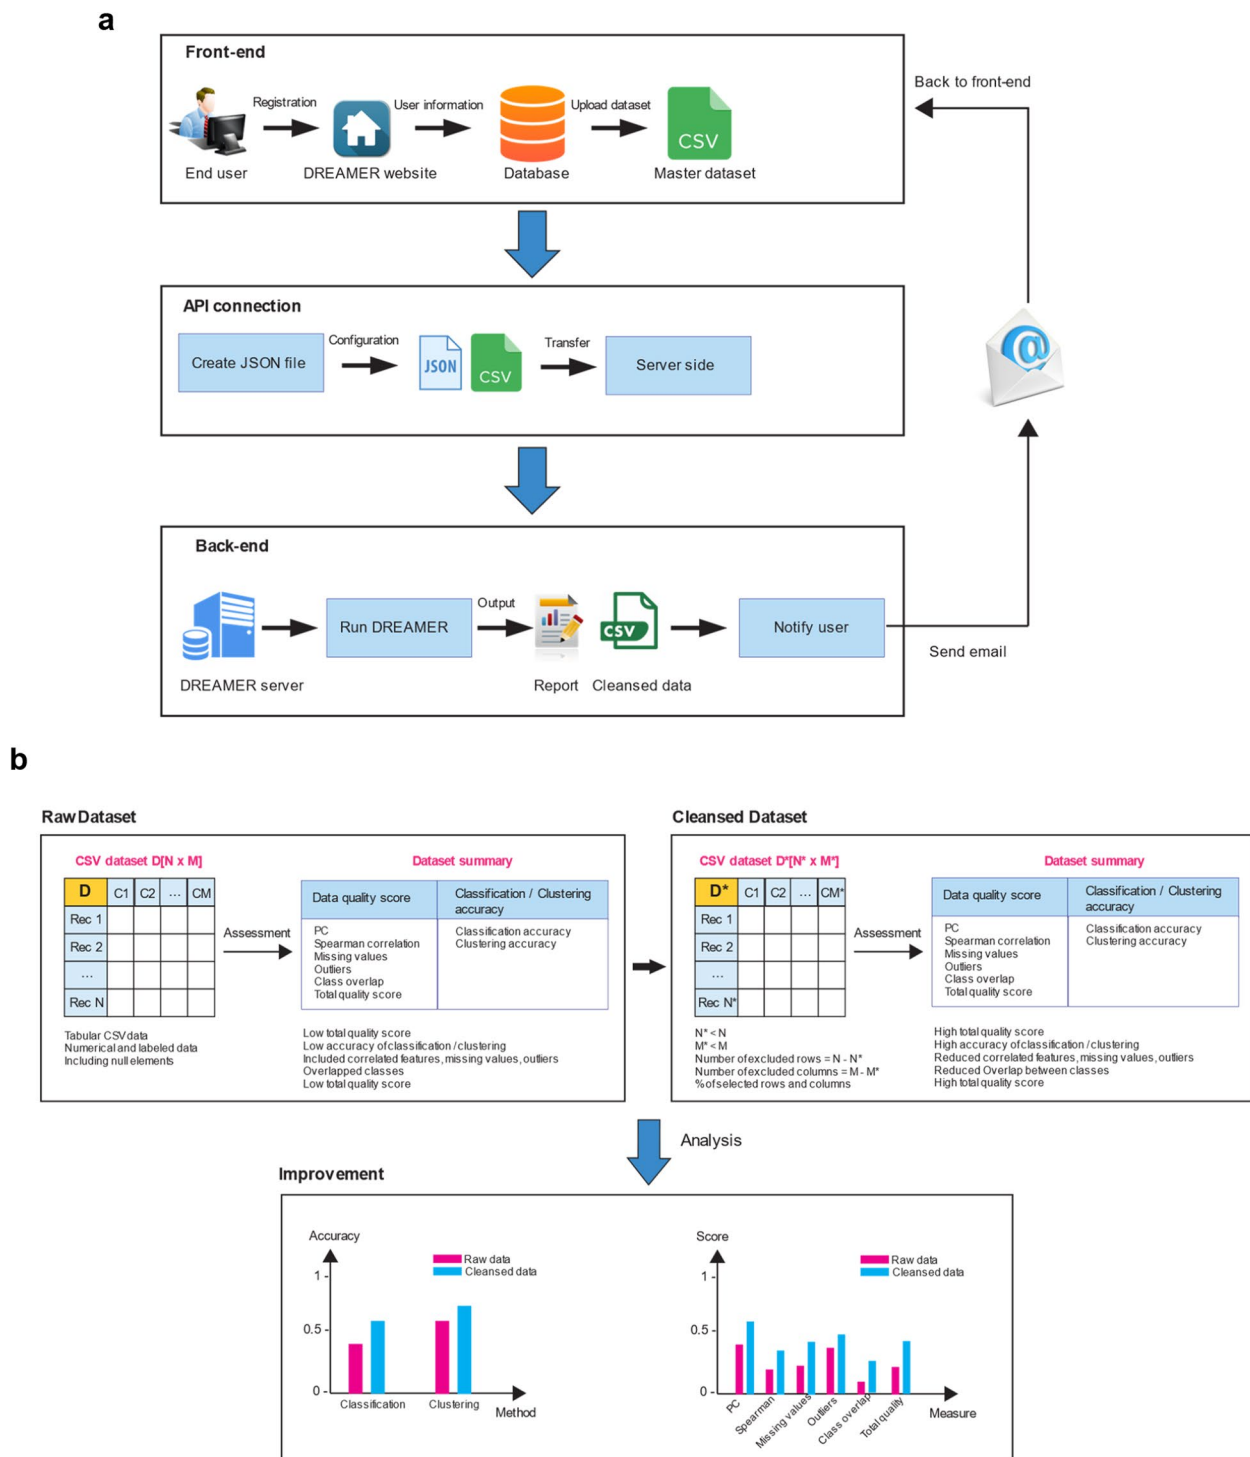 a
Front-end
Registration
User information
Upload dataset
CSV
End user
DREAMER website
Database
Master dataset
Back to front-end
API connection
Create JSON file
Configuration
JSON
CSV
Transfer
Server side
@
Back-end
Run DREAMER
Output
CSV
Notify user
DREAMER server
Report
Cleansed data
Send email
b
Raw Dataset
CSV dataset D[N x M]
D C1 C2 ... CM
Rec 1
Rec 2
...
Rec N
Tabular CSV data
Numerical and labeled data
Including null elements
Assessment
Dataset summary
Data quality score
Classification / Clustering
accuracy
PC
Spearman correlation
Missing values
Outliers
Class overlap
Total quality score
Classification accuracy
Clustering accuracy
Low total quality score
Low accuracy of classification / clustering
Included correlated features, missing values, outliers
Overlapped classes
Low total quality score
Cleansed Dataset
CSV dataset D*[N* x M*]
D* C1 C2 ... CM*
Rec 1
Rec 2
...
Rec N*
N* < N
M* < M
Number of excluded rows = N - N*
Number of excluded columns = M - M*
% of selected rows and columns
Assessment
Dataset summary
Data quality score
Classification / Clustering
accuracy
PC
Spearman correlation
Missing values
Outliers
Class overlap
Total quality score
Classification accuracy
Clustering accuracy
High total quality score
High accuracy of classification / clustering
Reduced correlated features, missing values, outliers
Reduced Overlap between classes
High total quality score
Analysis
Improvement
Accuracy
Raw data
Cleansed data
1 -
0.5 -
0 -
Classification
Clustering
Method
Score
Raw data
Cleansed data
1 -
0.5 -
0 -
PC
Spearman
Missing values
Outliers
Class overlap
Total quality
Measure